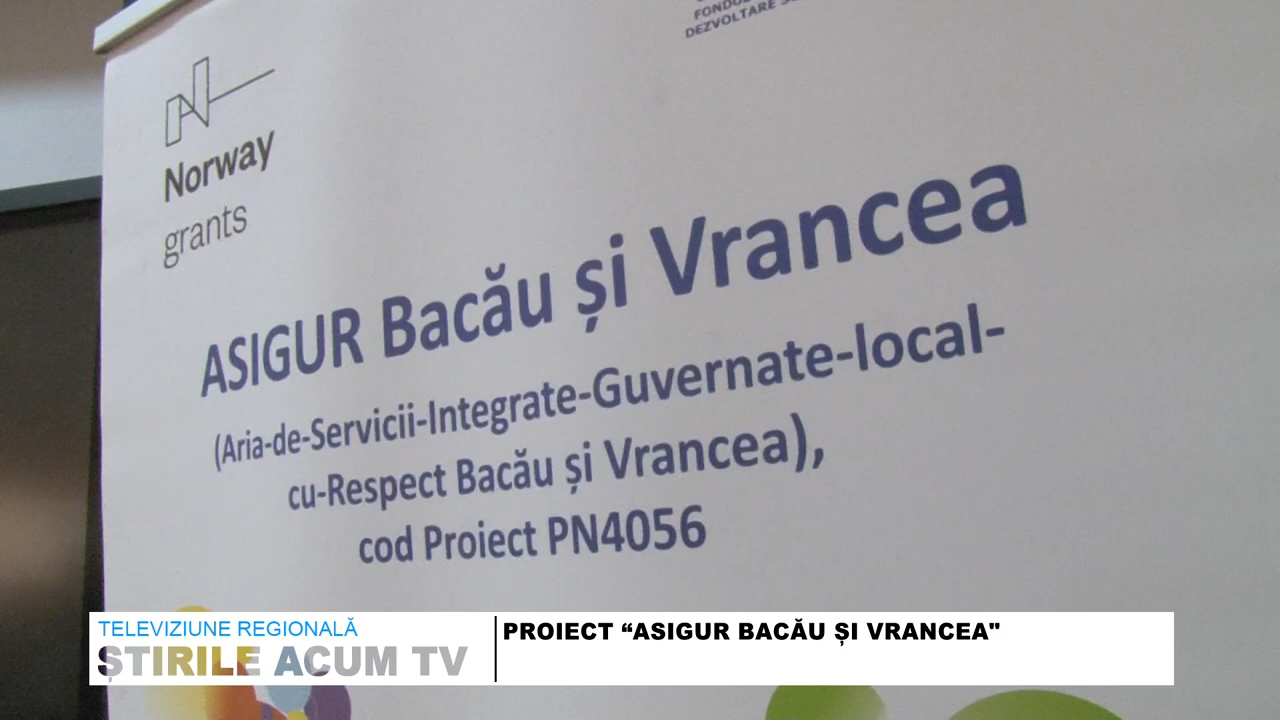 DEZVOLTARE
Norway
grants
ASIGUR Bacău și Vrancea
(Aria-de-Servicii-Integrate-Guvernate-local-
cu-Respect Bacău și Vrancea),
cod Proiect PN4056
TELEVIZIUNE REGIONALĂ
ȘTIRILE ACUM TV
PROIECT “ASIGUR BACĂU ȘI VRANCEA"